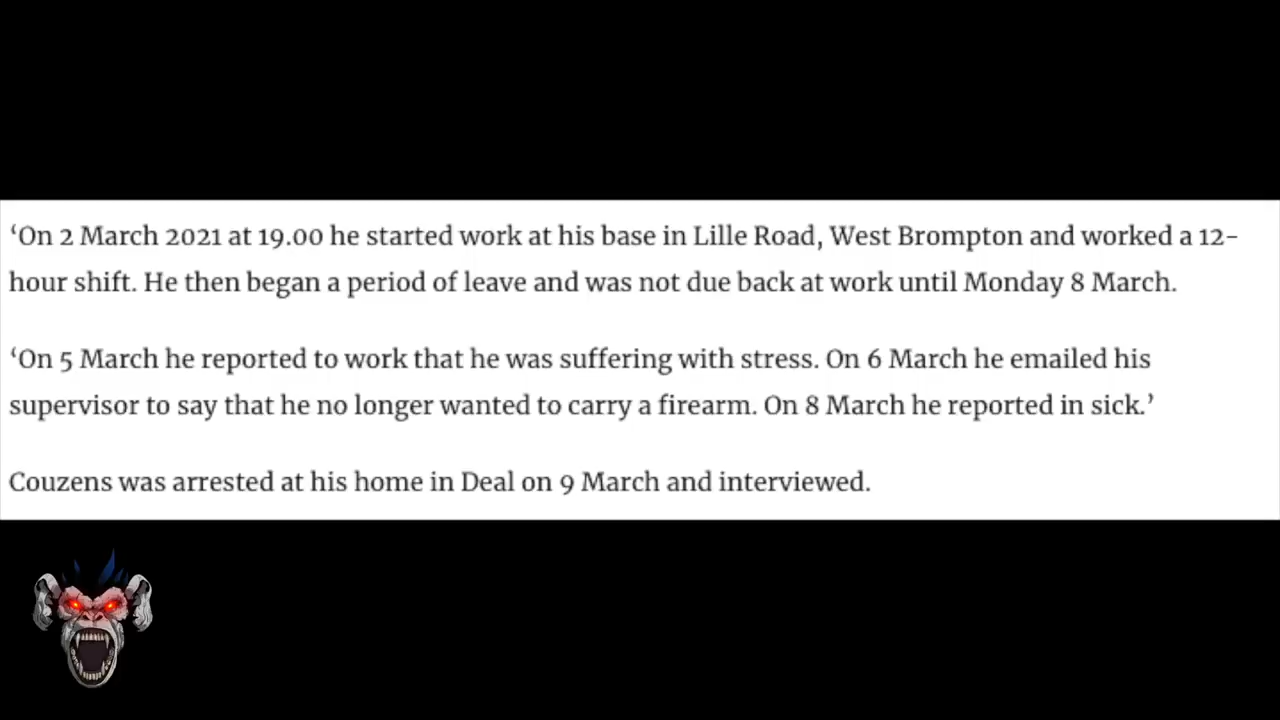 ‘On 2 March 2021 at 19.00 he started work at his base in Lille Road, West Brompton and worked a 12-
hour shift. He then began a period of leave and was not due back at work until Monday 8 March.
‘On 5 March he reported to work that he was suffering with stress. On 6 March he emailed his
supervisor to say that he no longer wanted to carry a firearm. On 8 March he reported in sick.’
Couzens was arrested at his home in Deal on 9 March and interviewed.